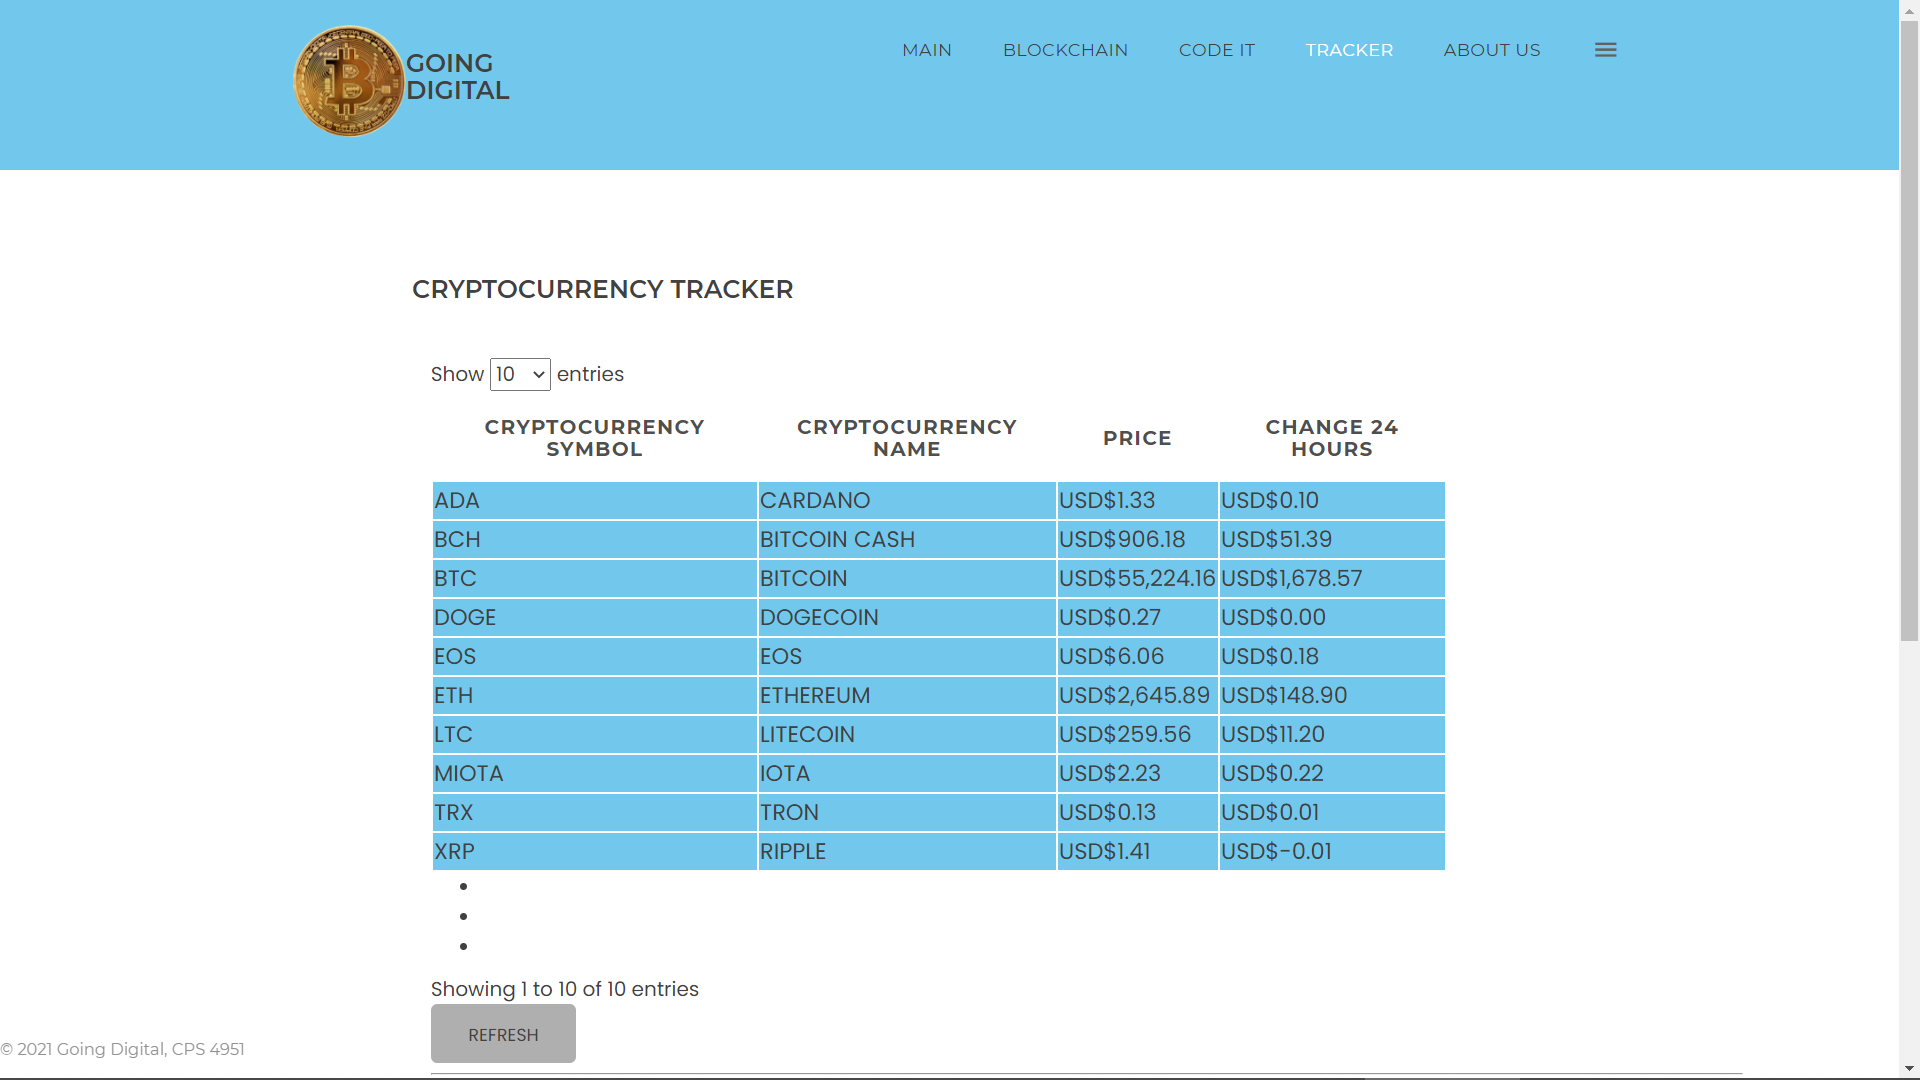 GOING
DIGITAL
MAIN BLOCKCHAIN CODE IT TRACKER ABOUT US
CRYPTOCURRENCY TRACKER
Show 10 entries
CRYPTOCURRENCY SYMBOL CRYPTOCURRENCY NAME PRICE CHANGE 24 HOURS
ADA CARDANO USD$1.33 USD$0.10
BCH BITCOIN CASH USD$906.18 USD$51.39
BTC BITCOIN USD$55,224.16 USD$1,678.57
DOGE DOGECOIN USD$0.27 USD$0.00
EOS EOS USD$6.06 USD$0.18
ETH ETHEREUM USD$2,645.89 USD$148.90
LTC LITECOIN USD$259.56 USD$11.20
MIOTA IOTA USD$2.23 USD$0.22
TRX TRON USD$0.13 USD$0.01
XRP RIPPLE USD$1.41 USD$-0.01
Showing 1 to 10 of 10 entries
REFRESH
© 2021 Going Digital, CPS 4951